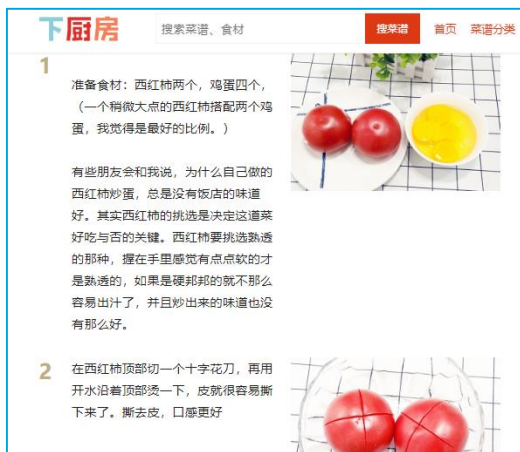 下厨房 搜索菜谱、食材 搜菜谱 首页 菜谱分类
1
准备食材：西红柿两个，鸡蛋四个，
（一个稍微大点的西红柿搭配两个鸡
蛋，我觉得是最好的比例。）
有些朋友会和我说，为什么自己做的
西红柿炒蛋，总是没有饭店的味道
好。其实西红柿的挑选是决定这道菜
好吃与否的关键。西红柿要挑选熟透
的那种，握在手里感觉有点点软的才
是熟透的，如果是硬邦邦的就不那么
容易出汁了，并且炒出来的味道也没
有那么好。
2
在西红柿顶部切一个十字花刀，再用
开水沿着顶部烫一下，皮就很容易撕
下来了。撕去皮，口感更好